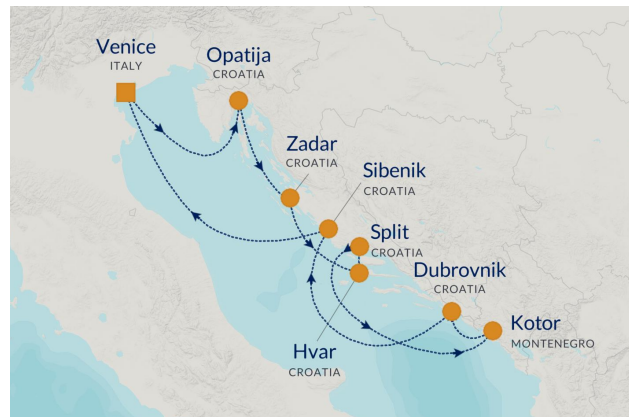 Venice
ITALY
Opatija
CROATIA
Zadar
CROATIA
Sibenik
CROATIA
Split
CROATIA
Dubrovnik
CROATIA
Kotor
MONTENEGRO
Hvar
CROATIA